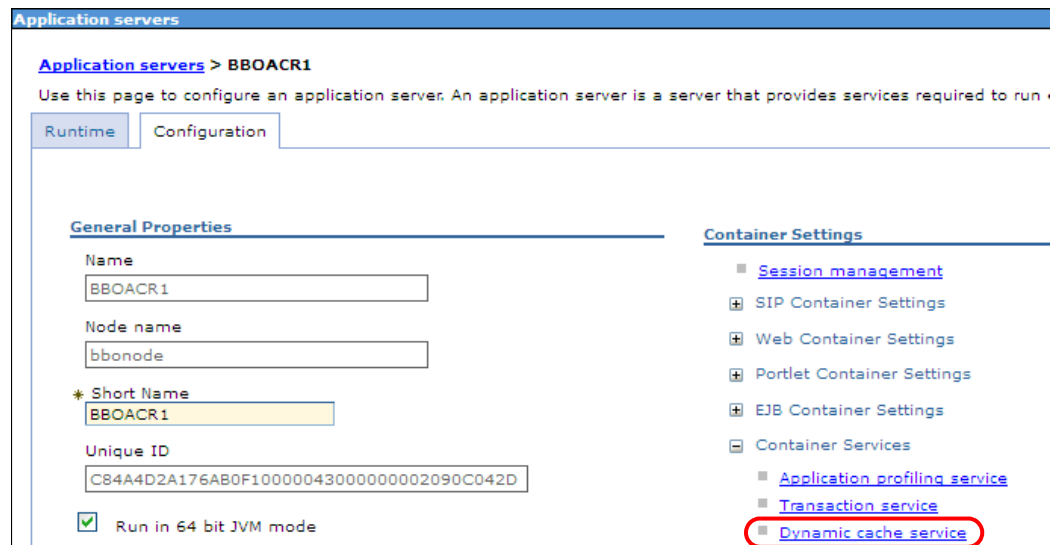 Application servers
Application servers > BBOACR1
Use this page to configure an application server. An application server is a server that provides services required to run
Runtime
Configuration
General Properties
Name
BBOACR1
Node name
bbonode
* Short Name
BBOACR1
Unique ID
C84A4D2A176AB0F10000043000000002090C042D
Run in 64 bit JVM mode
Container Settings
Session management
SIP Container Settings
Web Container Settings
Portlet Container Settings
EJB Container Settings
Container Services
Application profiling service
Transaction service
Dynamic cache service